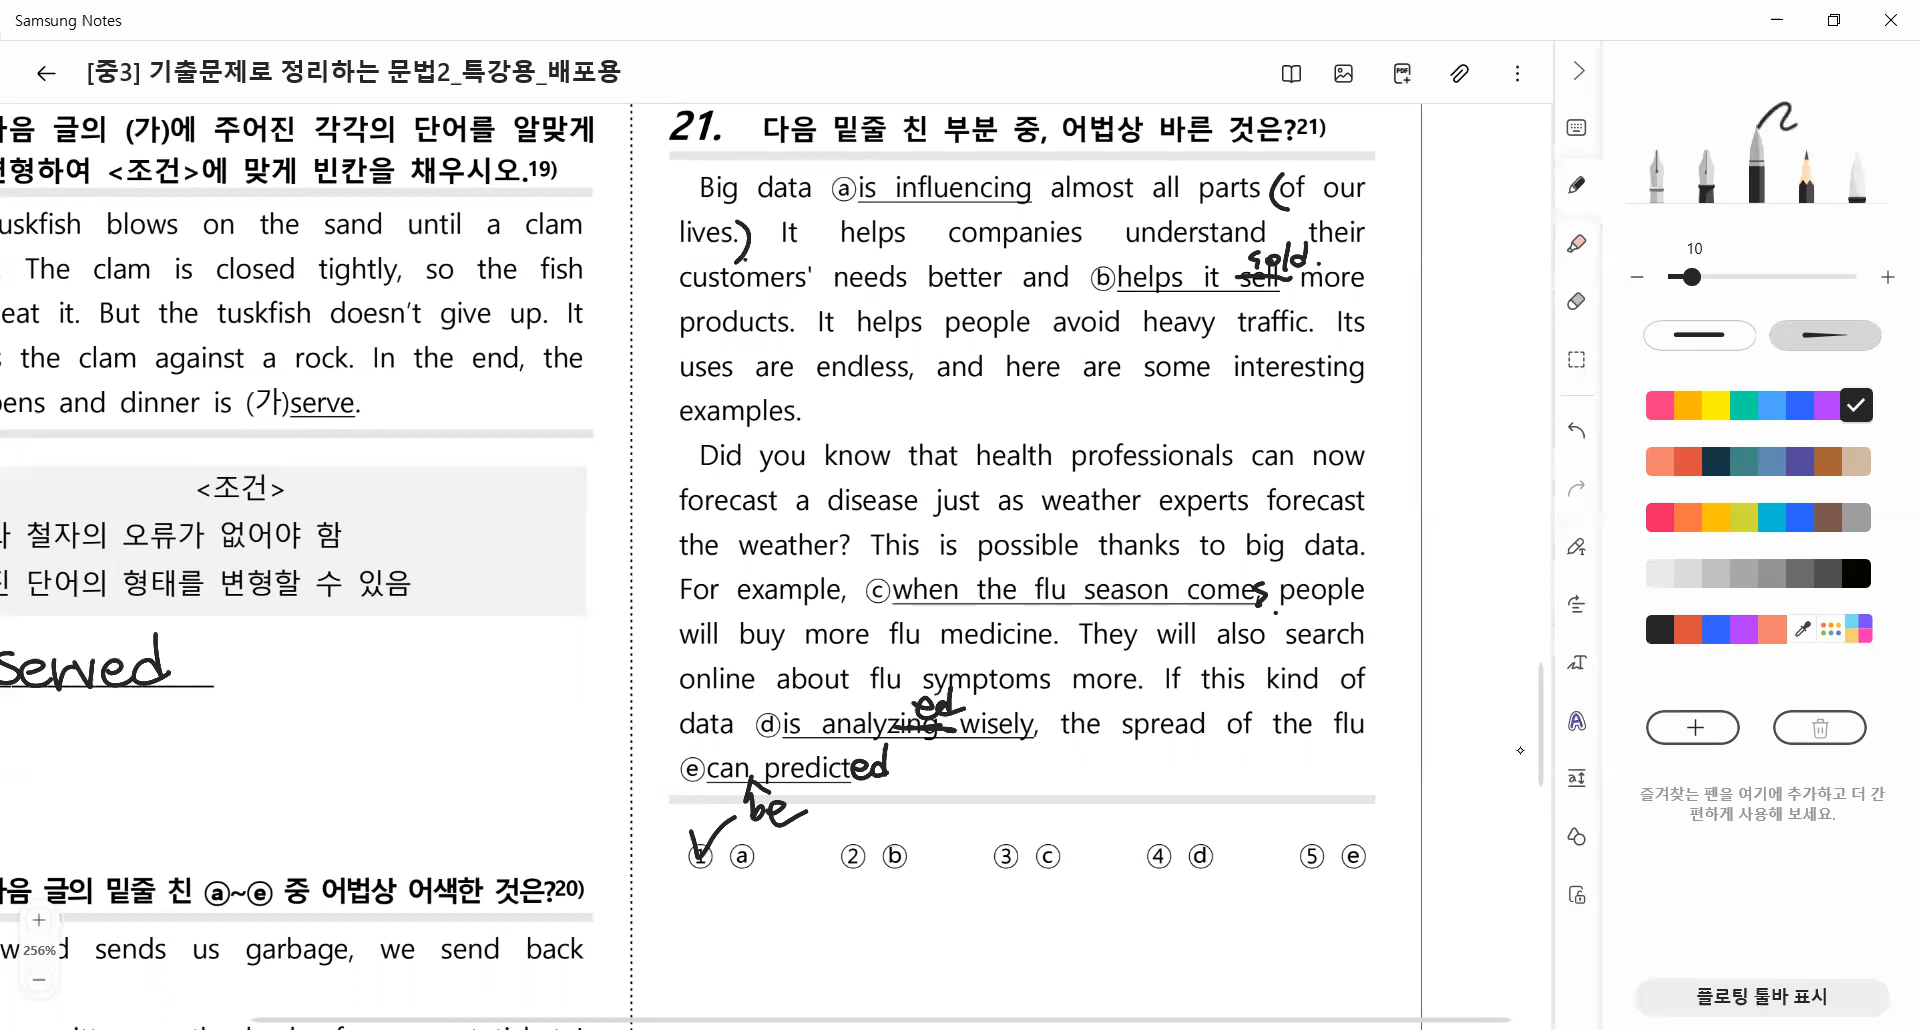 Samsung Notes
[중3] 기출문제로 정리하는 문법2_특강용_배포용
다음 글의 (가)에 주어진 각각의 단어를 알맞게
변형하여 <조건>에 맞게 빈칸을 채우시오.19)
tuskfish blows on the sand until a clam
. The clam is closed tightly, so the fish
eat it. But the tuskfish doesn't give up. It
s the clam against a rock. In the end, the
pens and dinner is (가)serve.
<조건>
와 철자의 오류가 없어야 함
진 단어의 형태를 변형할 수 있음
served
다음 글의 밑줄 친 ⓐ~ⓔ 중 어법상 어색한 것은?20)
sends us garbage, we send back
21. 다음 밑줄 친 부분 중, 어법상 바른 것은?21)
Big data ⓐis influencing almost all parts (of our
lives.) It helps companies understand their
sold.
customers' needs better and ⓑhelps it sell more
products. It helps people avoid heavy traffic. Its
uses are endless, and here are some interesting
examples.
Did you know that health professionals can now
forecast a disease just as weather experts forecast
the weather? This is possible thanks to big data.
For example, ⓒwhen the flu season comes, people
will buy more flu medicine. They will also search
online about flu symptoms more. If this kind of
ed
data ⓓis analyzing wisely, the spread of the flu
ⓔcan predicted
be
① ⓐ ② ⓑ ③ ⓒ ④ ⓓ ⑤ ⓔ
256%
10
즐겨찾는 펜을 여기에 추가하고 더 간
편하게 사용해 보세요.
플로팅 툴바 표시